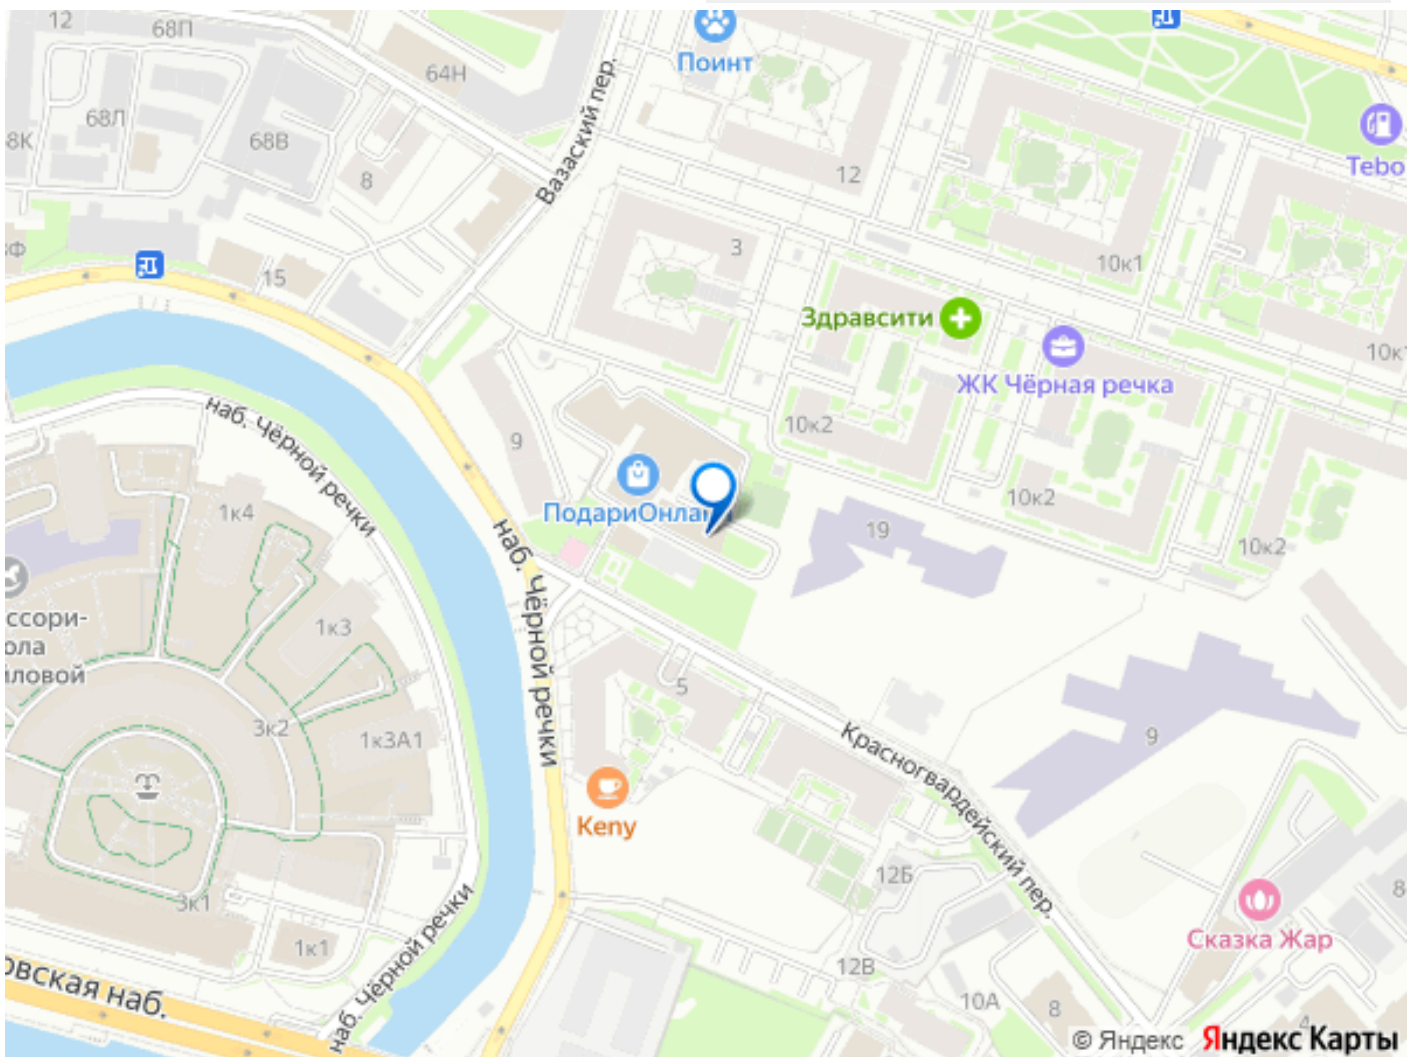 12
68П
64Н
Поинт
68Л
68В
8К
8
Вазаский пер.
12
Tebo
3
10к1
15
Здравсити
ЖК Чёрная речка
10к
наб. Чёрной речки
9
10к2
ПодариОнла
10к2
1к4
19
10к2
наб. Чёрной речки
ссори-
ола
йловой
1к3
5
3к2
1к3А1
Красногвардейский пер.
9
Keny
12Б
3к1
8
1к1
Сказка Жар
12В
наб. Чёрной речки
10А
8
овская наб.
4
© Яндекс Яндекс Карты